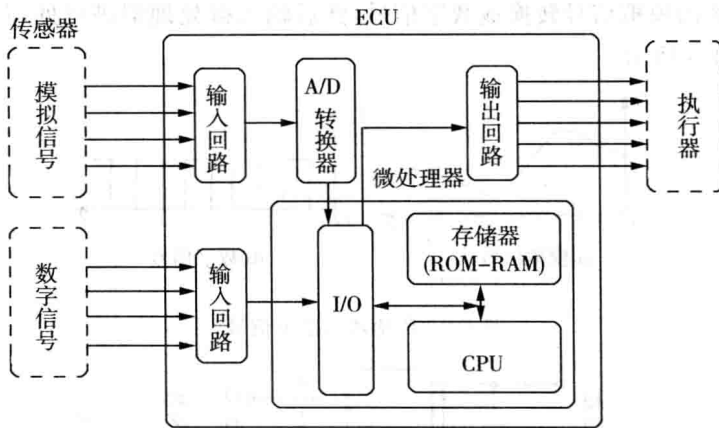 ECU
传感器
模拟信号
输入回路
A/D
转换器
输出回路
执行器
微处理器
数字信号
输入回路
I/O
存储器
(ROM-RAM)
CPU